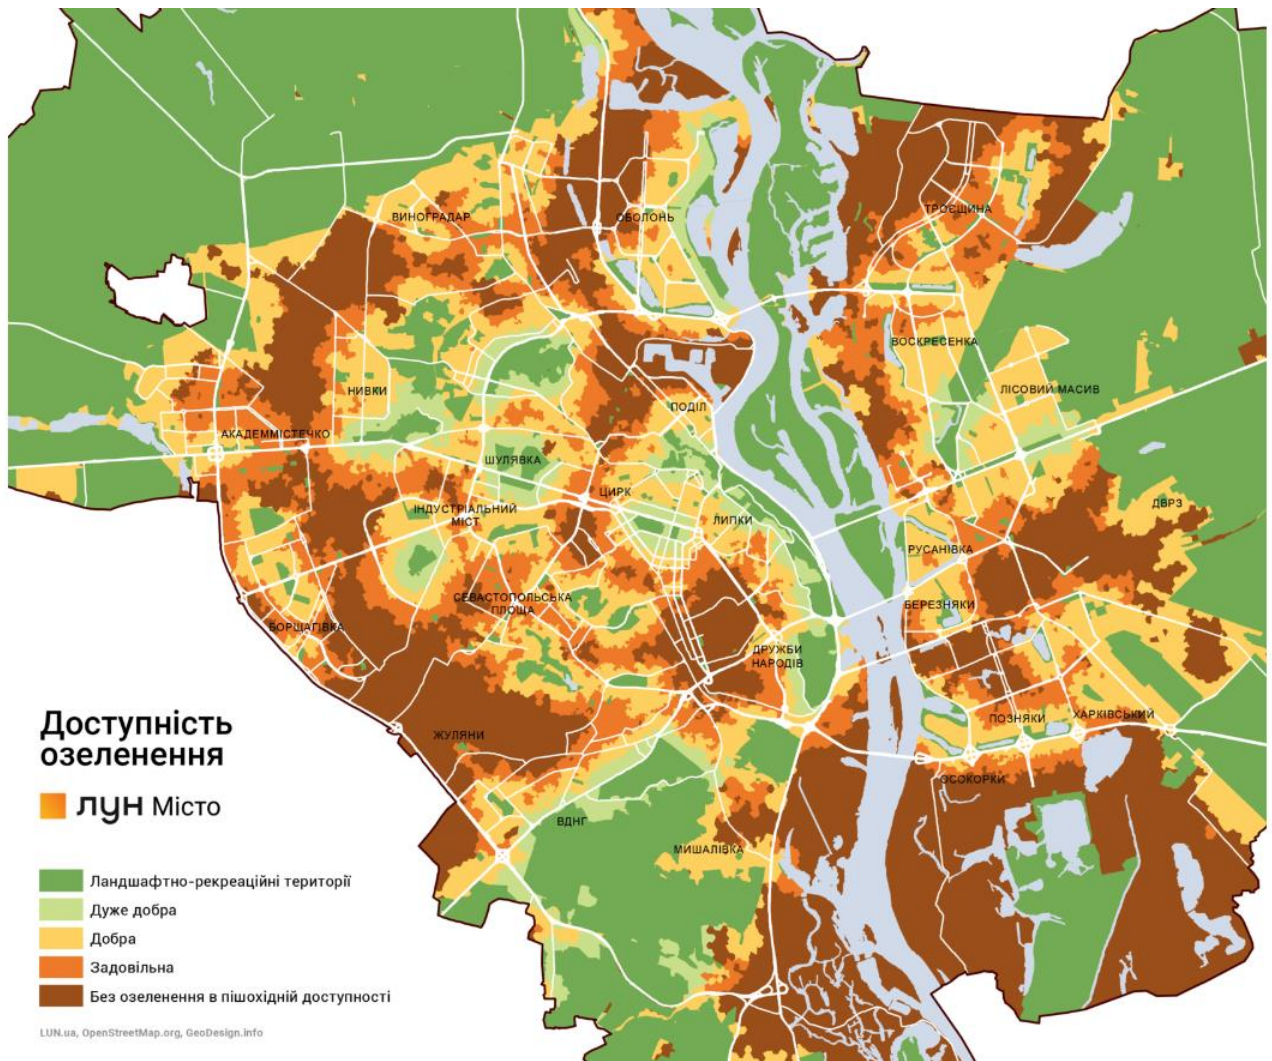 ТРОЄЩИНА
ВИНОГРАДАР
ОБОЛОНЬ
ВОСКРЕСЕНКА
НИВКИ
ЛІСОВИЙ МАСИВ
ПОДІЛ
АКАДЕММІСТЕЧКО
ШУЛЯВКА
ЦИРК
ДВРЗ
ІНДУСТРІАЛЬНИЙ
МІСТ
ЛИПКИ
РУСАНІВКА
СЕВАСТОПОЛЬСЬКА
ПЛОЩА
БЕРЕЗНЯКИ
БОРЩАГІВКА
ДРУЖБИ
НАРОДІВ
ПОЗНЯКИ
ХАРКІВСЬКИЙ
ЖУЛЯНИ
ОСОКОРКИ
ВДНГ
МИШАЛІВКА
Доступність
озеленення
лун Місто
Ландшафтно-рекреаційні території
Дуже добра
Добра
Задовільна
Без озеленення в пішохідній доступності
LUN.ua, OpenStreetMap.org, GeoDesign.info